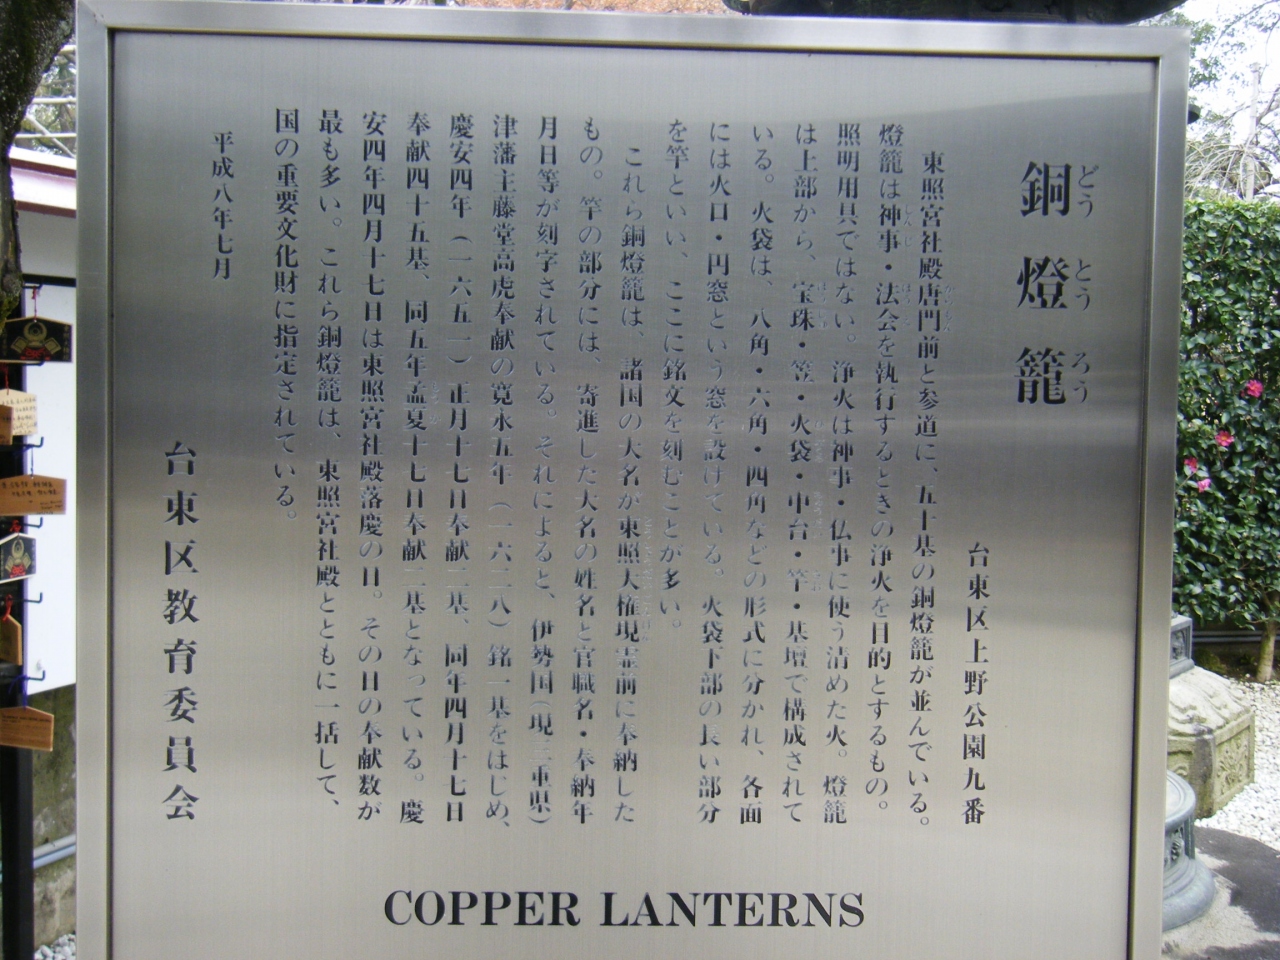 銅燈籠
どうとうろう
台東区上野公園九番
東照宮社殿唐門前と参道に、五十基の銅燈籠が並んでいる。
燈籠は神事・法会を執行するときの浄火を目的とするもの。
照明用具ではない。浄火は神事・仏事に使う清めた火。燈籠
は上部から、宝珠・笠・火袋・中台・竿・基壇で構成されて
いる。火袋は、八角・六角・四角などの形式に分かれ、各面
には火口・円窓という窓を設けている。火袋下部の長い部分
を竿といい、ここに銘文を刻むことが多い。
これら銅燈籠は、諸国の大名が東照大権現霊前に奉納した
もの。竿の部分には、寄進した大名の姓名と官職名・奉納年
月日等が刻字されている。それによると、伊勢国（現三重県）
津藩主藤堂高虎奉献の寛永五年（一六二八）銘一基をはじめ、
慶安四年（一六五一）正月十七日奉献二基、同年四月十七日
奉献四十五基、同五年孟夏十七日奉献二基となっている。慶
安四年四月十七日は東照宮社殿落慶の日。その日の奉献数が
最も多い。これら銅燈籠は、東照宮社殿とともに一括して、
国の重要文化財に指定されている。
平成八年七月
台東区教育委員会
COPPER LANTERNS